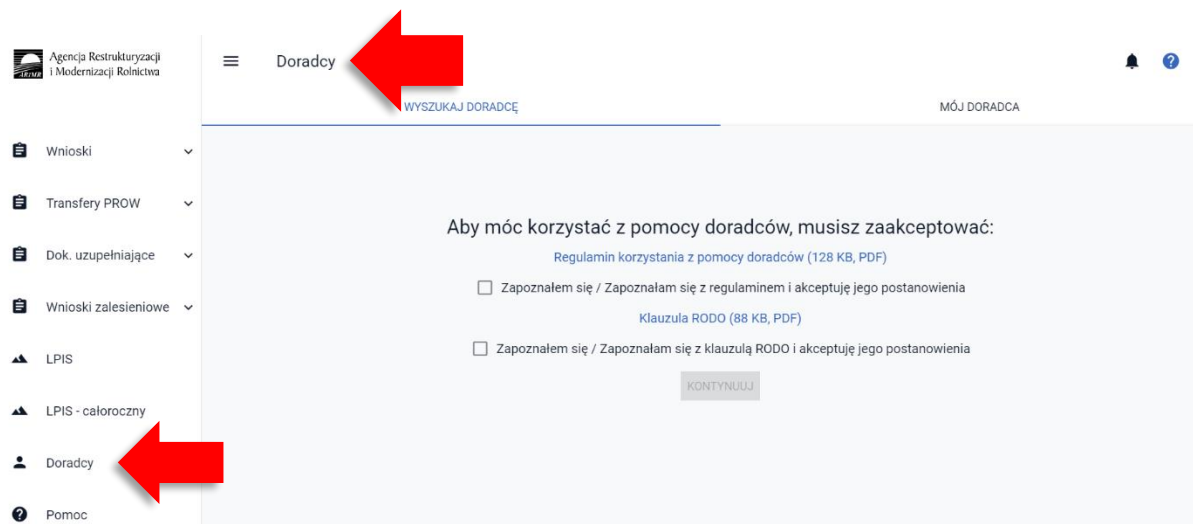 Agencja Restrukturyzacji
i Modernizacji Rolnictwa
ARiMR
Doradcy
WYSZUKAJ DORADCĘ
MÓJ DORADCA
Wnioski
Transfery PROW
Dok. uzupełniające
Wnioski zalesieniowe
LPIS
LPIS - całoroczny
Doradcy
Pomoc
Aby móc korzystać z pomocy doradców, musisz zaakceptować:
Regulamin korzystania z pomocy doradców (128 KB, PDF)
Zapoznałem się / Zapoznałam się z regulaminem i akceptuję jego postanowienia
Klauzula RODO (88 KB, PDF)
Zapoznałem się / Zapoznałam się z klauzulą RODO i akceptuję jego postanowienia
KONTYNUUJ